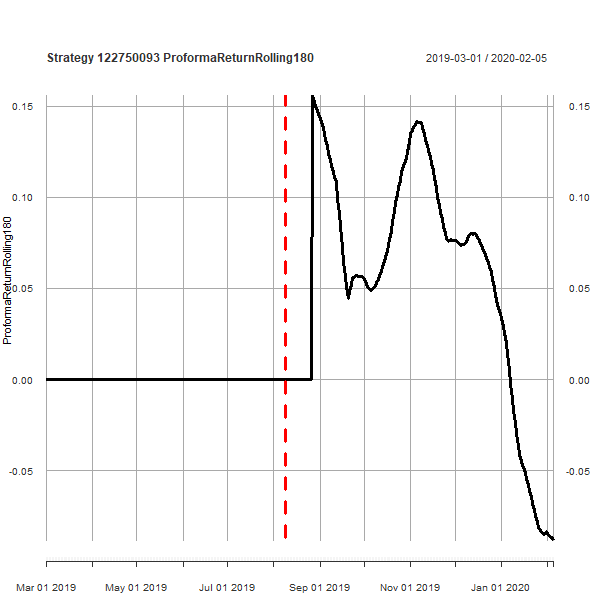 Strategy 122750093 ProformaReturnRolling180
2019-03-01 / 2020-02-05
ProformaReturnRolling180
0.15
0.15
0.10
0.10
0.05
0.05
0.00
0.00
-0.05
-0.05
Mar 01 2019
May 01 2019
Jul 01 2019
Sep 01 2019
Nov 01 2019
Jan 01 2020